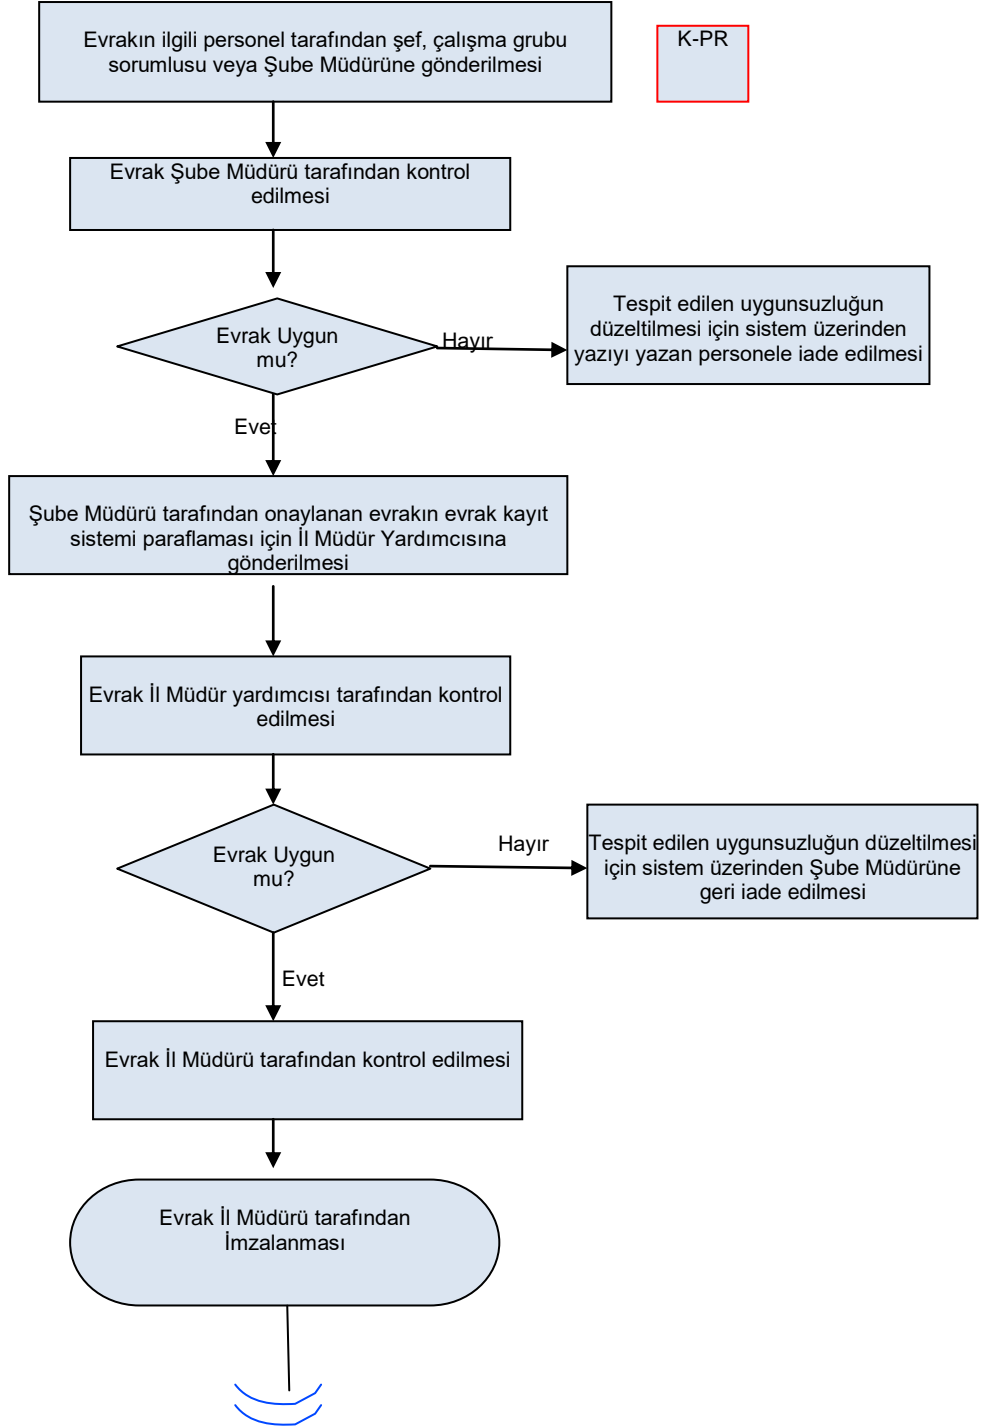 Evrakın ilgili personel tarafından şef, çalışma grubu
sorumlusu veya Şube Müdürüne gönderilmesi
K-PR
Evrak Şube Müdürü tarafından kontrol
edilmesi
Evrak Uygun
mu?
Hayır
Tespit edilen uygunsuzluğun
düzeltilmesi için sistem üzerinden
yazıyı yazan personele iade edilmesi
Evet
Şube Müdürü tarafından onaylanan evrakın evrak kayıt
sistemi paraflaması için İl Müdür Yardımcısına
gönderilmesi
Evrak İl Müdür yardımcısı tarafından kontrol
edilmesi
Evrak Uygun
mu?
Hayır
Tespit edilen uygunsuzluğun düzeltilmesi
için sistem üzerinden Şube Müdürüne
geri iade edilmesi
Evet
Evrak İl Müdürü tarafından kontrol edilmesi
Evrak İl Müdürü tarafından
İmzalanması